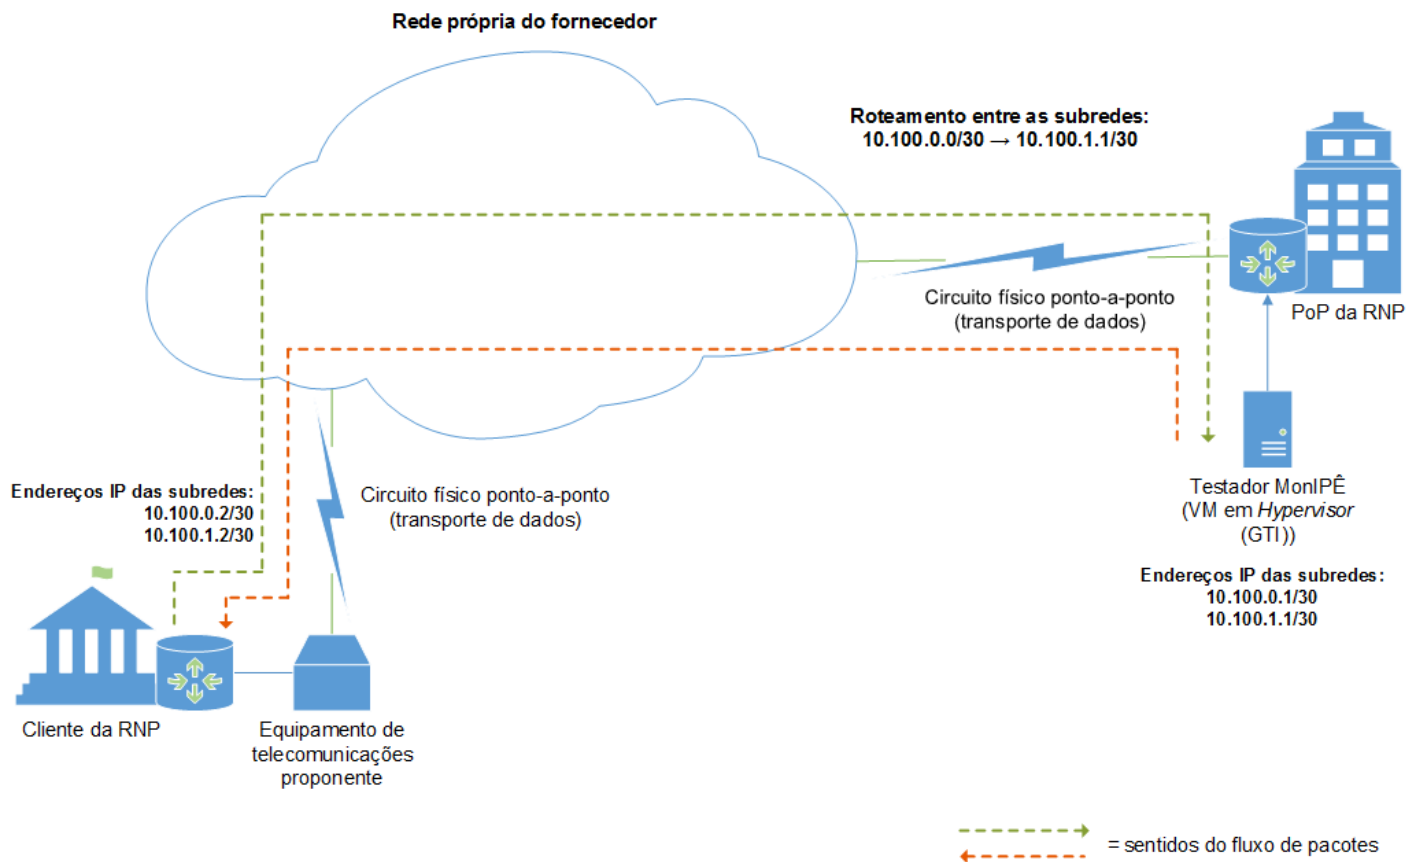 Rede própria do fornecedor
Roteamento entre as subredes:
10.100.0.0/30 → 10.100.1.1/30
Circuito físico ponto-a-ponto
(transporte de dados)
PoP da RNP
Circuito físico ponto-a-ponto
(transporte de dados)
Endereços IP das subredes:
10.100.0.2/30
10.100.1.2/30
Testador MonIPÊ
(VM em Hypervisor
(GTI))
Endereços IP das subredes:
10.100.0.1/30
10.100.1.1/30
Cliente da RNP
Equipamento de
telecomunicações
proponente
= sentidos do fluxo de pacotes